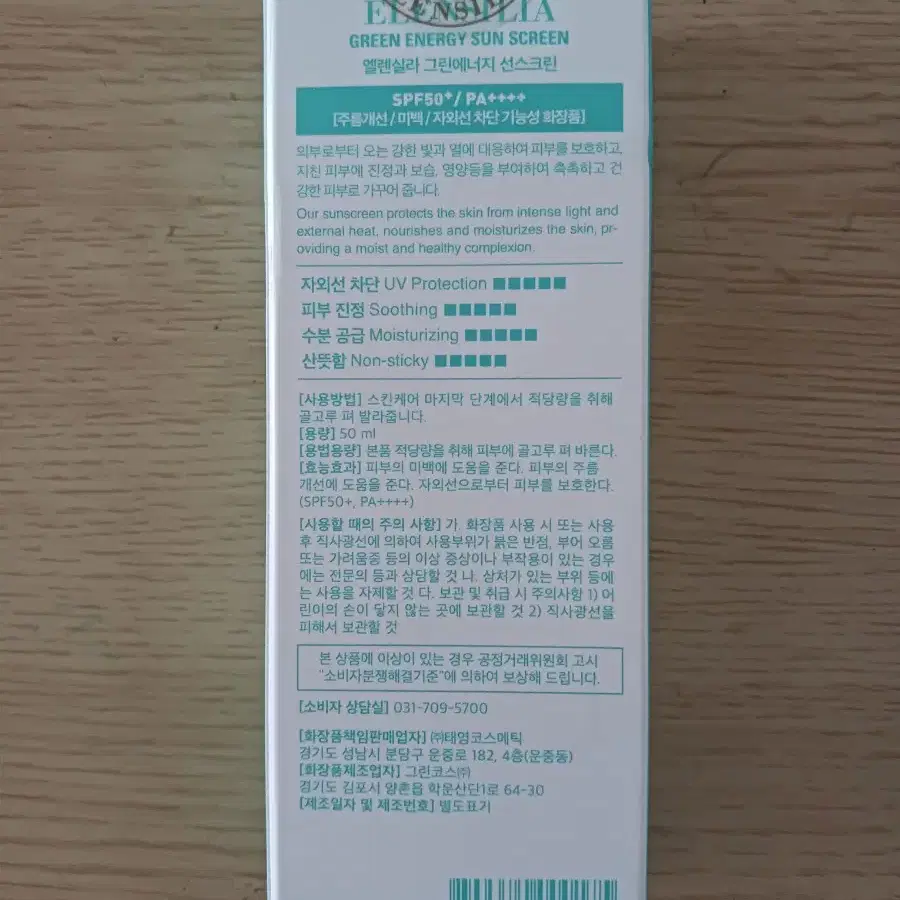 GREEN ENERGY SUN SCREEN
엘렌실라 그린에너지 선스크린
SPF50+/ PA++++
[주름개선 / 미백 / 자외선 차단 기능성 화장품]
외부로부터 오는 강한 빛과 열에 대응하여 피부를 보호하고,
지친 피부에 진정과 보습, 영양등을 부여하여 촉촉하고 건
강한 피부로 가꾸어 줍니다.
Our sunscreen protects the skin from intense light and
external heat, nourishes and moisturizes the skin, pr-
oviding a moist and healthy complexion.
자외선 차단 UV Protection ■■■■■
피부 진정 Soothing ■■■■■
수분 공급 Moisturizing ■■■■■
산뜻함 Non-sticky ■■■■■
[사용방법] 스킨케어 마지막 단계에서 적당량을 취해
골고루 펴 발라줍니다.
[용량] 50 ml
[용법용량] 본품 적당량을 취해 피부에 골고루 펴 바른다.
[효능효과] 피부의 미백에 도움을 준다. 피부의 주름
개선에 도움을 준다. 자외선으로부터 피부를 보호한다.
(SPF50+, PA++++)
[사용할 때의 주의 사항] 가. 화장품 사용 시 또는 사용
후 직사광선에 의하여 사용부위가 붉은 반점, 부어 오름
또는 가려움증 등의 이상 증상이나 부작용이 있는 경우
에는 전문의 등과 상담할 것 나. 상처가 있는 부위 등에
는 사용을 자제할 것 다. 보관 및 취급 시 주의사항 1) 어
린이의 손이 닿지 않는 곳에 보관할 것 2) 직사광선을
피해서 보관할 것
본 상품에 이상이 있는 경우 공정거래위원회 고시
"소비자분쟁해결기준"에 의하여 보상해 드립니다.
[소비자 상담실] 031-709-5700
[화장품책임판매업자] ㈜태영코스메틱
경기도 성남시 분당구 운중로 182, 4층(운중동)
[화장품제조업자] 그린코스㈜
경기도 김포시 양촌읍 학운산단1로 64-30
[제조일자 및 제조번호] 별도표기